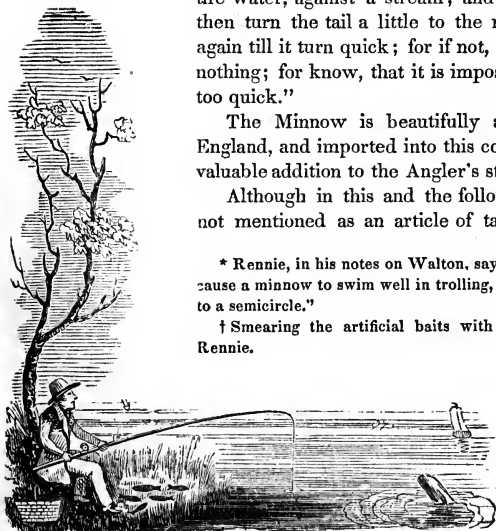 the water, against a stream; and
then turn the tail a little to the r
again till it turn quick; for if not,
nothing; for know, that it is impos
too quick."
The Minnow is beautifully a
England, and imported into this co
valuable addition to the Angler's st
Although in this and the follo
not mentioned as an article of ta
* Rennie, in his notes on Walton, say
cause a minnow to swim well in trolling,
to a semicircle."
† Smearing the artificial baits with
Rennie.